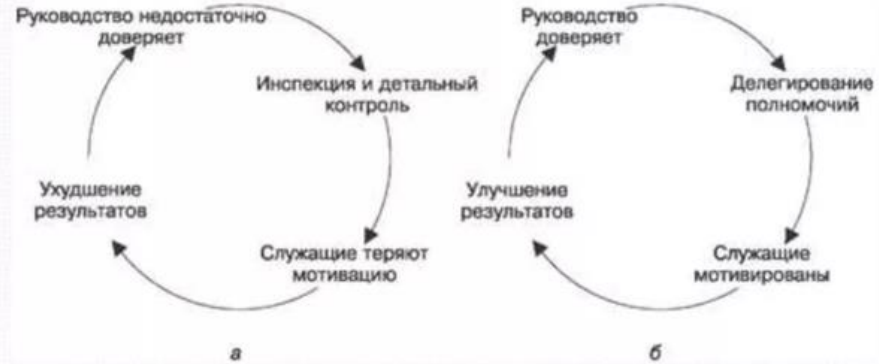 Руководство недостаточно
доверяет
Инспекция и детальный
контроль
Служащие теряют
мотивацию
Ухудшение
результатов
а
Руководство
доверяет
Делегирование
полномочий
Служащие
мотивированы
Улучшение
результатов
б